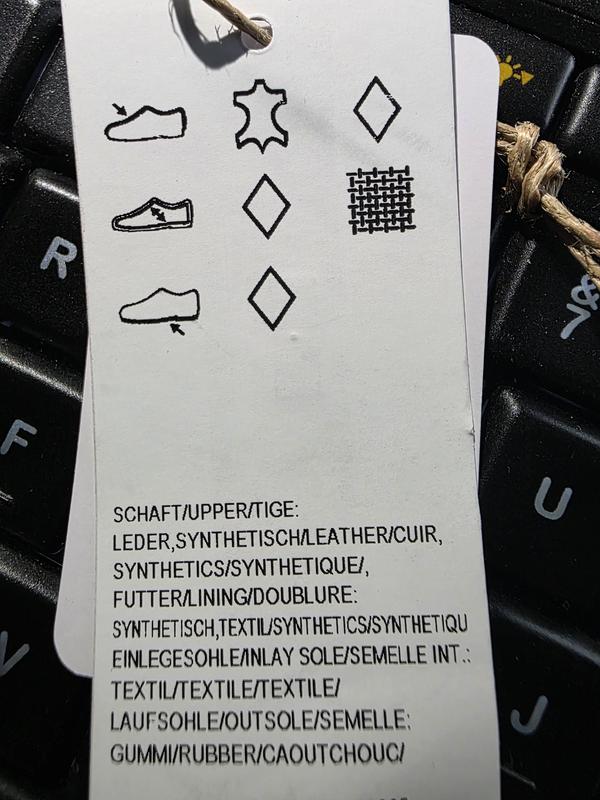 SCHAFT/UPPER/TIGE:
LEDER,SYNTHETISCH/LEATHER/CUIR,
SYNTHETICS/SYNTHETIQUE/,
FUTTER/LINING/DOUBLURE:
SYNTHETISCH,TEXTIL/SYNTHETICS/SYNTHETIQU
EINLEGESOHLE/INLAY SOLE/SEMELLE INT.:
TEXTIL/TEXTILE/TEXTILE/
LAUFSOHLE/OUTSOLE/SEMELLE:
GUMMI/RUBBER/CAOUTCHOUC/
R
F
V
U
J
7
&